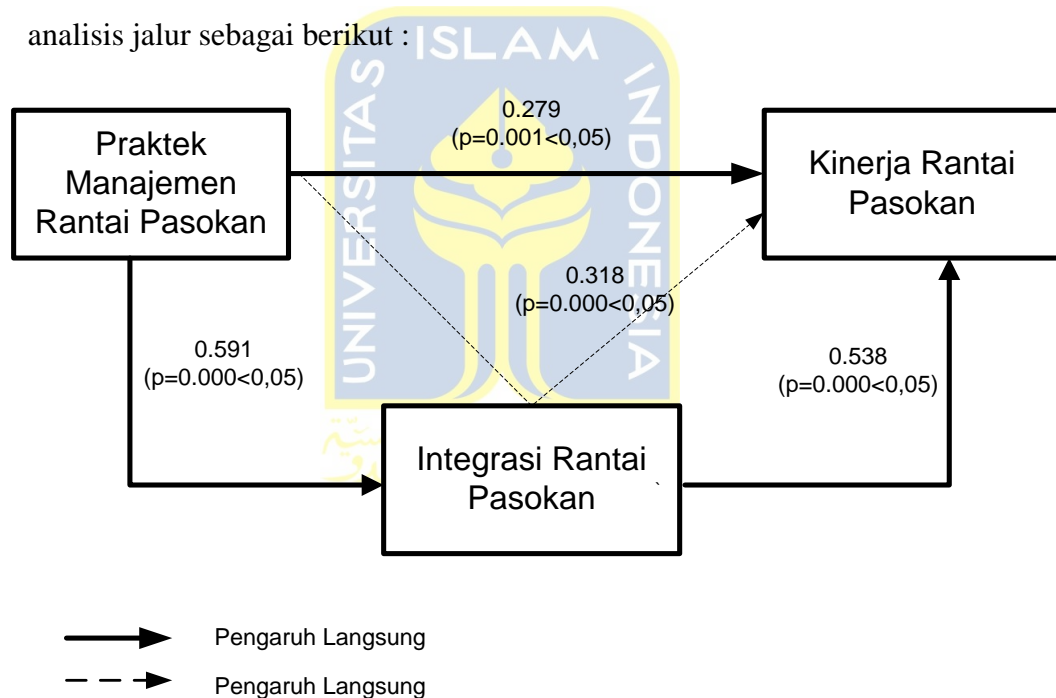 analisis jalur sebagai berikut :
UNIVERSITAS ISLAM INDONESIA
Praktek
Manajemen
Rantai Pasokan
0.279
(p=0.001<0,05)
Kinerja Rantai
Pasokan
0.318
(p=0.000<0,05)
0.591
(p=0.000<0,05)
0.538
(p=0.000<0,05)
Integrasi Rantai
Pasokan
Pengaruh Langsung
Pengaruh Langsung